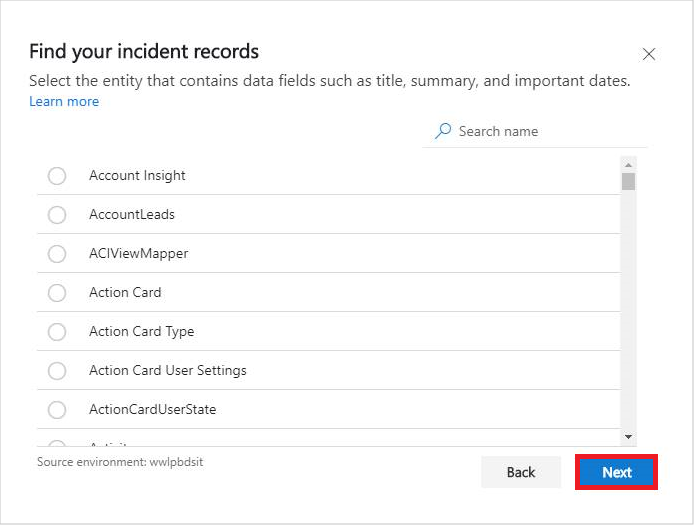 Find your incident records
Select the entity that contains data fields such as title, summary, and important dates.
Learn more
Search name
Account Insight
AccountLeads
ACIViewMapper
Action Card
Action Card Type
Action Card User Settings
ActionCardUserState
Source environment: wwlpbdsit
Back
Next